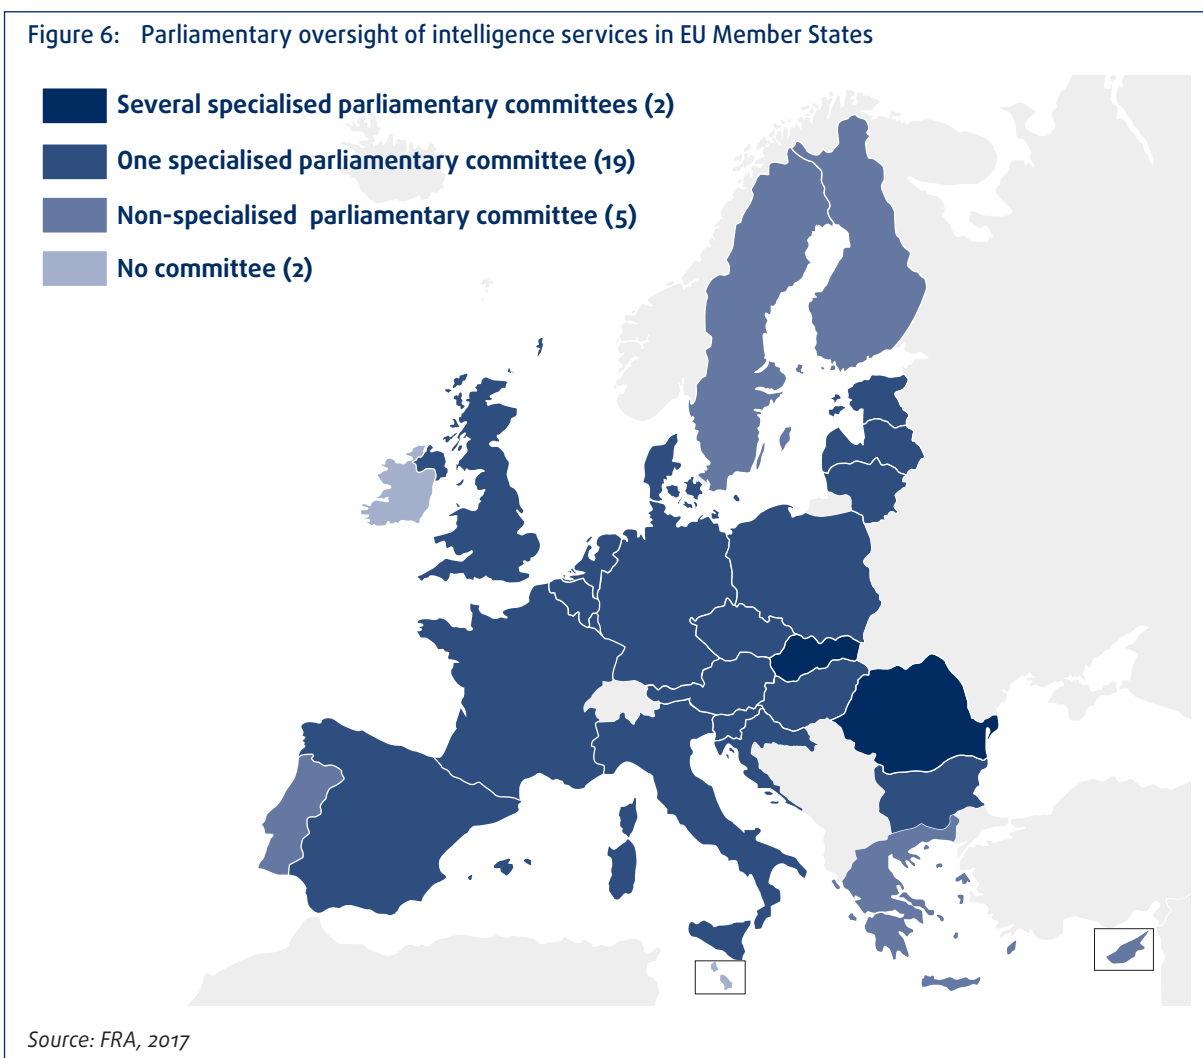 Figure 6: Parliamentary oversight of intelligence services in EU Member States
Several specialised parliamentary committees (2)
One specialised parliamentary committee (19)
Non-specialised parliamentary committee (5)
No committee (2)
Source: FRA, 2017